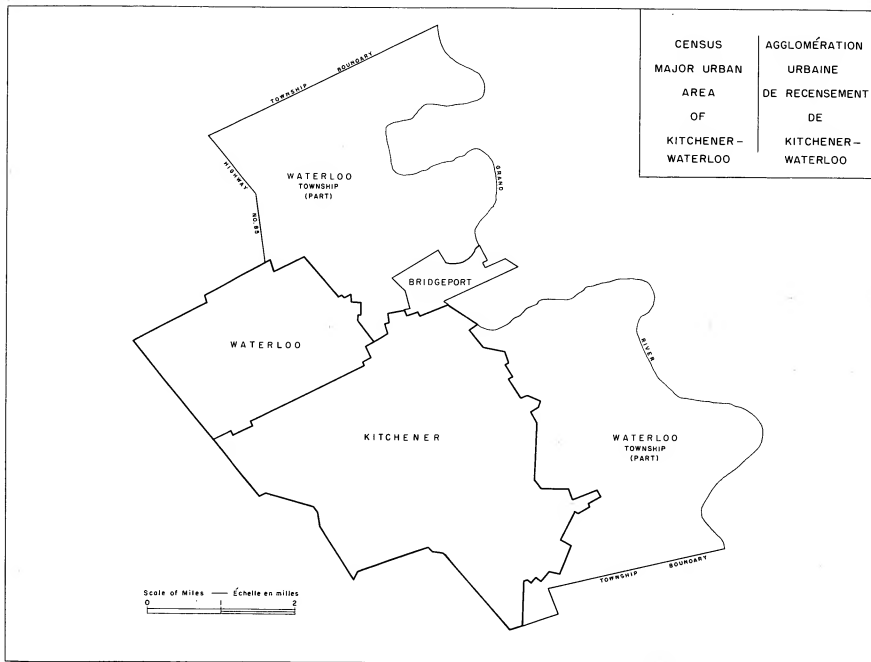 CENSUS
MAJOR URBAN
AREA
OF
KITCHENER-
WATERLOO
AGGLOMÉRATION
URBAINE
DE RECENSEMENT
DE
KITCHENER-
WATERLOO
TOWNSHIP BOUNDARY
HIGHWAY NO. 85
WATERLOO
TOWNSHIP
(PART)
GRAND
BRIDGEPORT
WATERLOO
RIVER
KITCHENER
WATERLOO
TOWNSHIP
(PART)
TOWNSHIP BOUNDARY
Scale of Miles — Échelle en milles
0 1 2